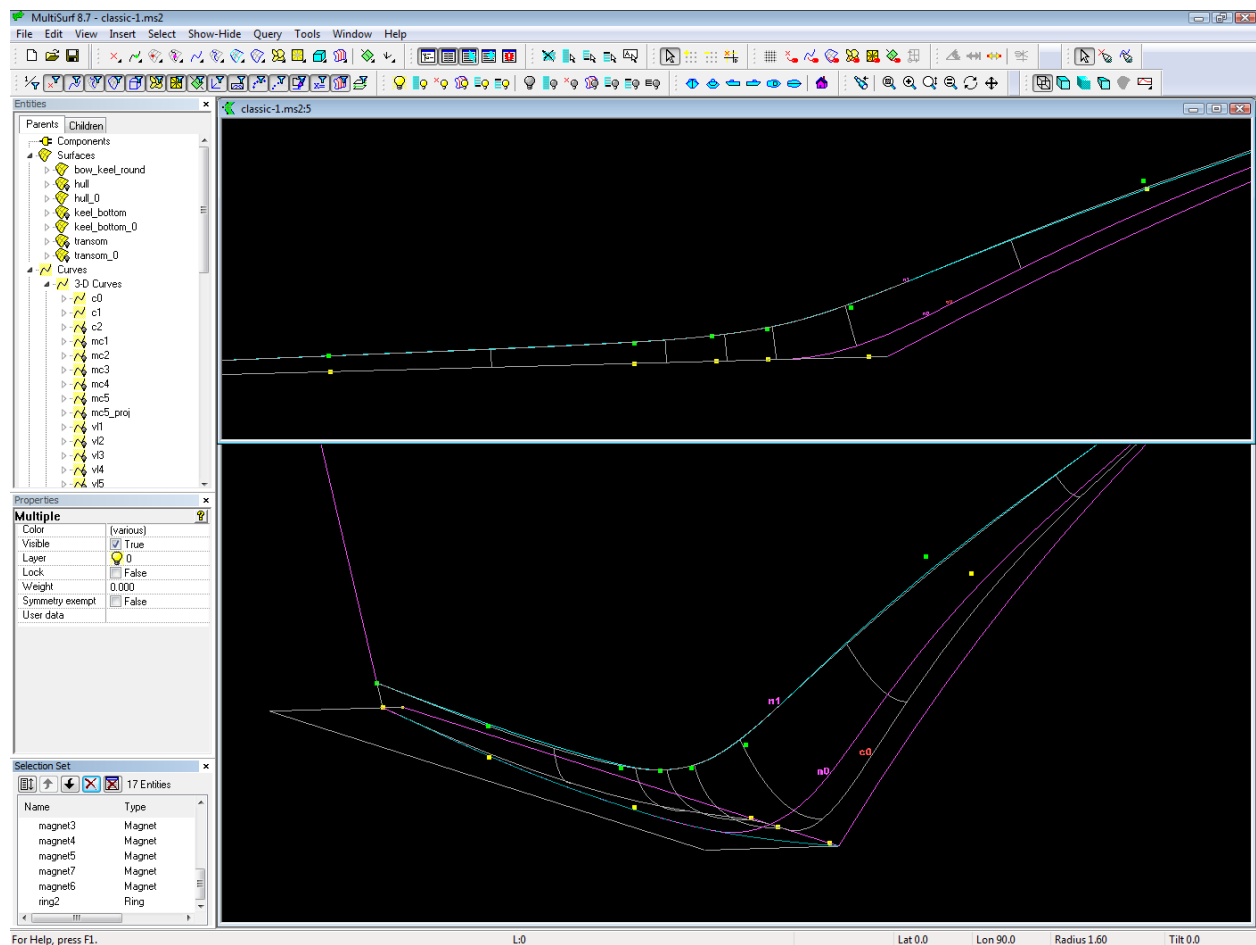 MultiSurf 8.7 - classic-1.ms2
File Edit View Insert Select Show-Hide Query Tools Window Help
Entities
Parents Children
Components
Surfaces
bow_keel_round
hull
hull_0
keel_bottom
keel_bottom_0
transom
transom_0
Curves
3-D Curves
c0
c1
c2
mc1
mc2
mc3
mc4
mc5
mc5_proj
vl1
vl2
vl3
vl4
vl5
Properties
Multiple
Color (various)
Visible True
Layer 0
Lock False
Weight 0.000
Symmetry exempt False
User data
Selection Set
17 Entities
Name Type
magnet3 Magnet
magnet4 Magnet
magnet5 Magnet
magnet7 Magnet
magnet6 Magnet
ring2 Ring
classic-1.ms2:5
n1
c0
n0
For Help, press F1. L:0 Lat 0.0 Lon 90.0 Radius 1.60 Tilt 0.0